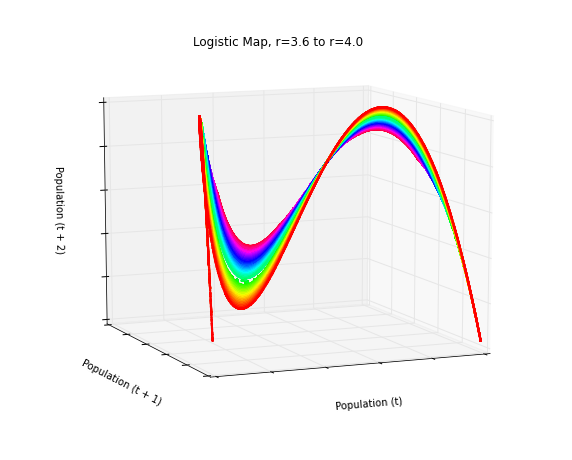 Logistic Map, r=3.6 to r=4.0
Population (t + 2)
Population (t + 1)
Population (t)